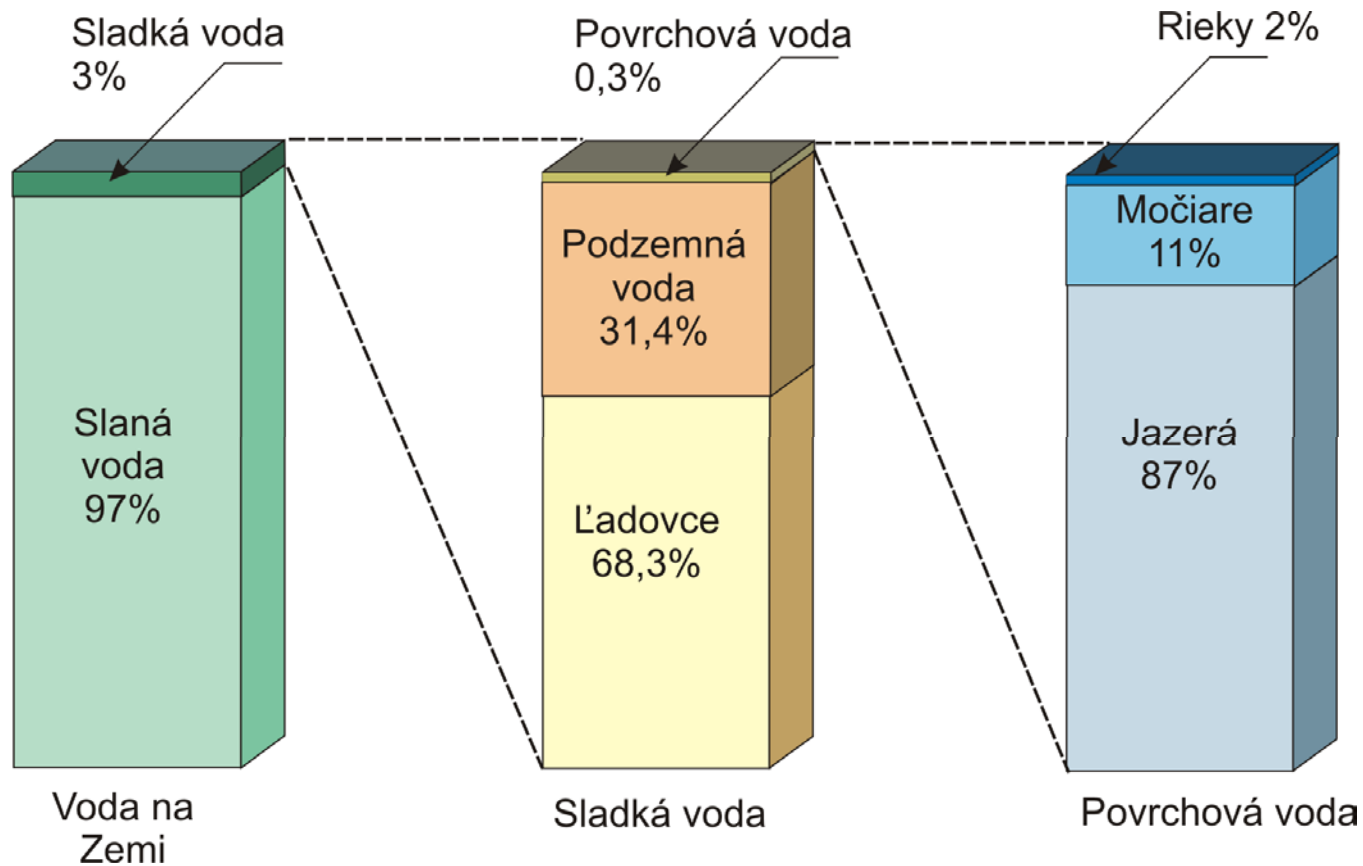 Sladká voda
3%
Povrchová voda
0,3%
Rieky 2%
Slaná
voda
97%
Podzemná
voda
31,4%
Ľadovce
68,3%
Močiare
11%
Jazerá
87%
Voda na
Zemi
Sladká voda
Povrchová voda